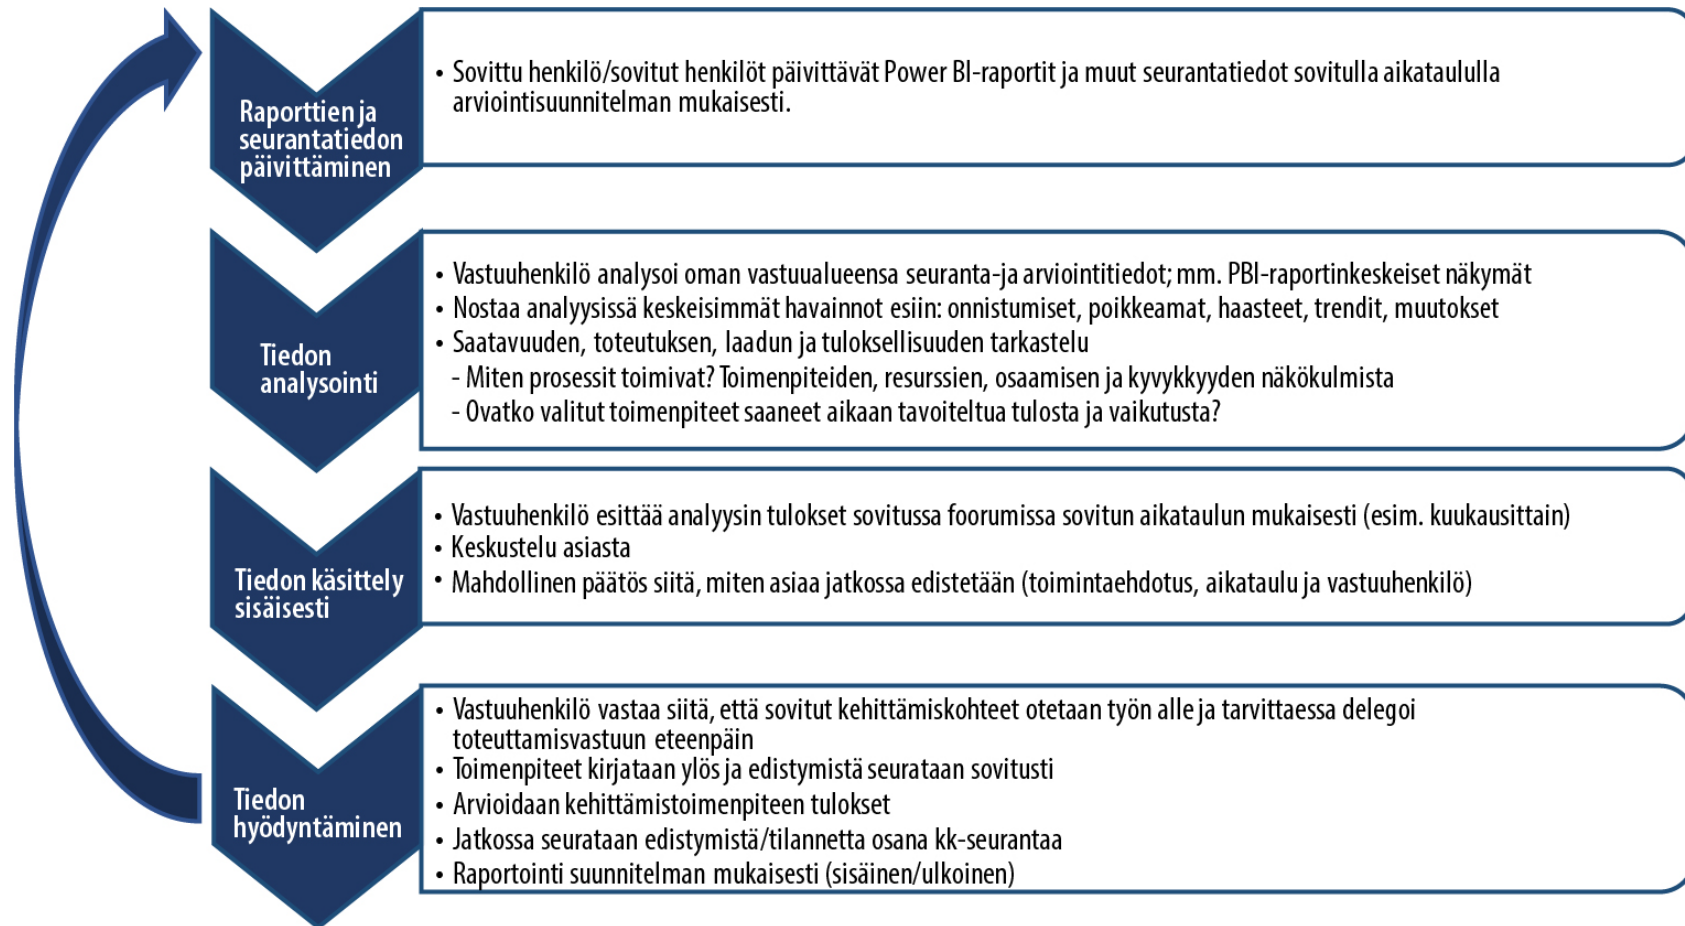 Raporttien ja
seurantatiedon
päivittäminen
• Sovittu henkilö/sovitut henkilöt päivittävät Power BI-raportit ja muut seurantatiedot sovitulla aikataululla
arviointisuunnitelman mukaisesti.
Tiedon
analysointi
• Vastuuhenkilö analysoi oman vastuualueensa seuranta-ja arviointitiedot; mm. PBI-raportinkeskeiset näkymät
• Nostaa analyysissä keskeisimmät havainnot esiin: onnistumiset, poikkeamat, haasteet, trendit, muutokset
• Saatavuuden, toteutuksen, laadun ja tuloksellisuuden tarkastelu
- Miten prosessit toimivat? Toimenpiteiden, resurssien, osaamisen ja kyvykkyyden näkökulmista
- Ovatko valitut toimenpiteet saaneet aikaan tavoiteltua tulosta ja vaikutusta?
Tiedon käsittely
sisäisesti
• Vastuuhenkilö esittää analyysin tulokset sovitussa foorumissa sovitun aikataulun mukaisesti (esim. kuukausittain)
• Keskustelu asiasta
• Mahdollinen päätös siitä, miten asiaa jatkossa edistetään (toimintaehdotus, aikataulu ja vastuuhenkilö)
Tiedon
hyödyntäminen
• Vastuuhenkilö vastaa siitä, että sovitut kehittämiskohteet otetaan työn alle ja tarvittaessa delegoi
toteuttamisvastuun eteenpäin
• Toimenpiteet kirjataan ylös ja edistymistä seurataan sovitusti
• Arvioidaan kehittämistoimenpiteen tulokset
• Jatkossa seurataan edistymistä/tilannetta osana kk-seurantaa
• Raportointi suunnitelman mukaisesti (sisäinen/ulkoinen)